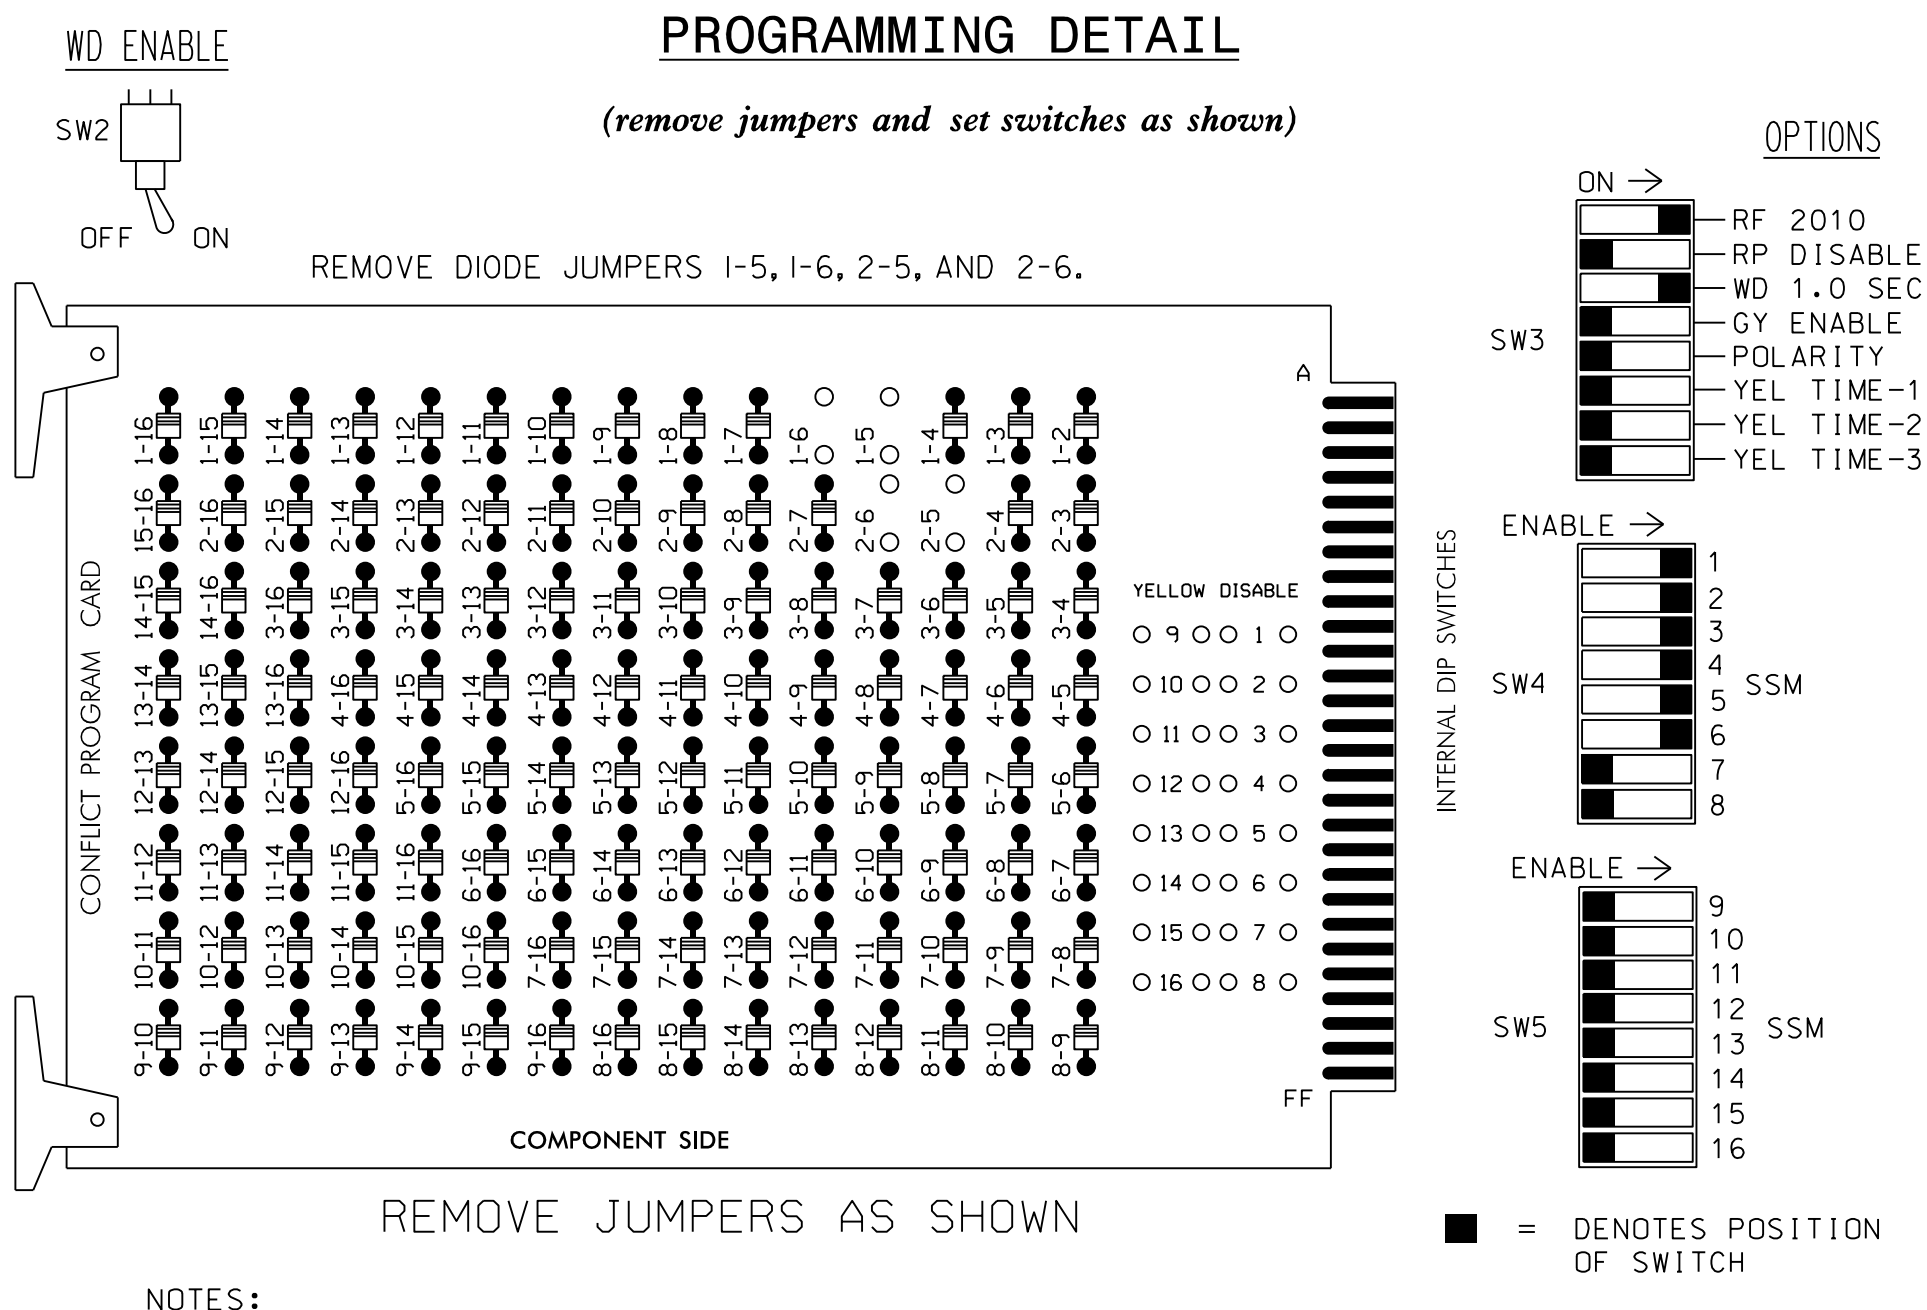 PROGRAMMING DETAIL
(remove jumpers and set switches as shown)
WD ENABLE
SW2
OFF ON
REMOVE DIODE JUMPERS 1-5, 1-6, 2-5, AND 2-6.
CONFLICT PROGRAM CARD
1-16 1-15 1-14 1-13 1-12 1-11 1-10 1-9 1-8 1-7 1-6 1-5 1-4 1-3 1-2
15-16 2-16 2-15 2-14 2-13 2-12 2-11 2-10 2-9 2-8 2-7 2-6 2-5 2-4 2-3
14-15 14-16 3-16 3-15 3-14 3-13 3-12 3-11 3-10 3-9 3-8 3-7 3-6 3-5 3-4
13-14 13-15 13-16 4-16 4-15 4-14 4-13 4-12 4-11 4-10 4-9 4-8 4-7 4-6 4-5
12-13 12-14 12-15 12-16 5-16 5-15 5-14 5-13 5-12 5-11 5-10 5-9 5-8 5-7 5-6
11-12 11-13 11-14 11-15 11-16 6-16 6-15 6-14 6-13 6-12 6-11 6-10 6-9 6-8 6-7
10-11 10-12 10-13 10-14 10-15 10-16 7-16 7-15 7-14 7-13 7-12 7-11 7-10 7-9 7-8
9-10 9-11 9-12 9-13 9-14 9-15 9-16 8-16 8-15 8-14 8-13 8-12 8-11 8-10 8-9
A
YELLOW DISABLE
9 1
10 2
11 3
12 4
13 5
14 6
15 7
16 8
FF
COMPONENT SIDE
REMOVE JUMPERS AS SHOWN
NOTES:
INTERNAL DIP SWITCHES
OPTIONS
ON →
SW3
RF 2010
RP DISABLE
WD 1.0 SEC
GY ENABLE
POLARITY
YEL TIME-1
YEL TIME-2
YEL TIME-3
ENABLE →
SW4
1
2
3
4
5
6
7
8
SSM
ENABLE →
SW5
9
10
11
12
13
14
15
16
SSM
= DENOTES POSITION
OF SWITCH